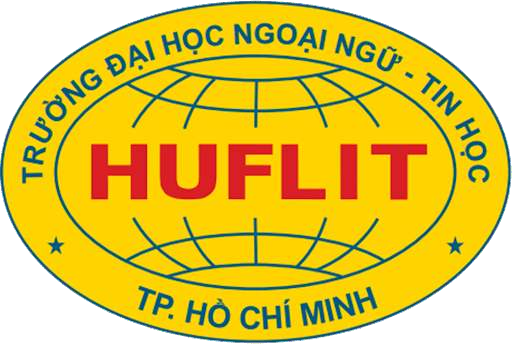 TRƯỜNG ĐẠI HỌC NGOẠI NGỮ - TIN HỌC
HUFLIT
TP. HỒ CHÍ MINH